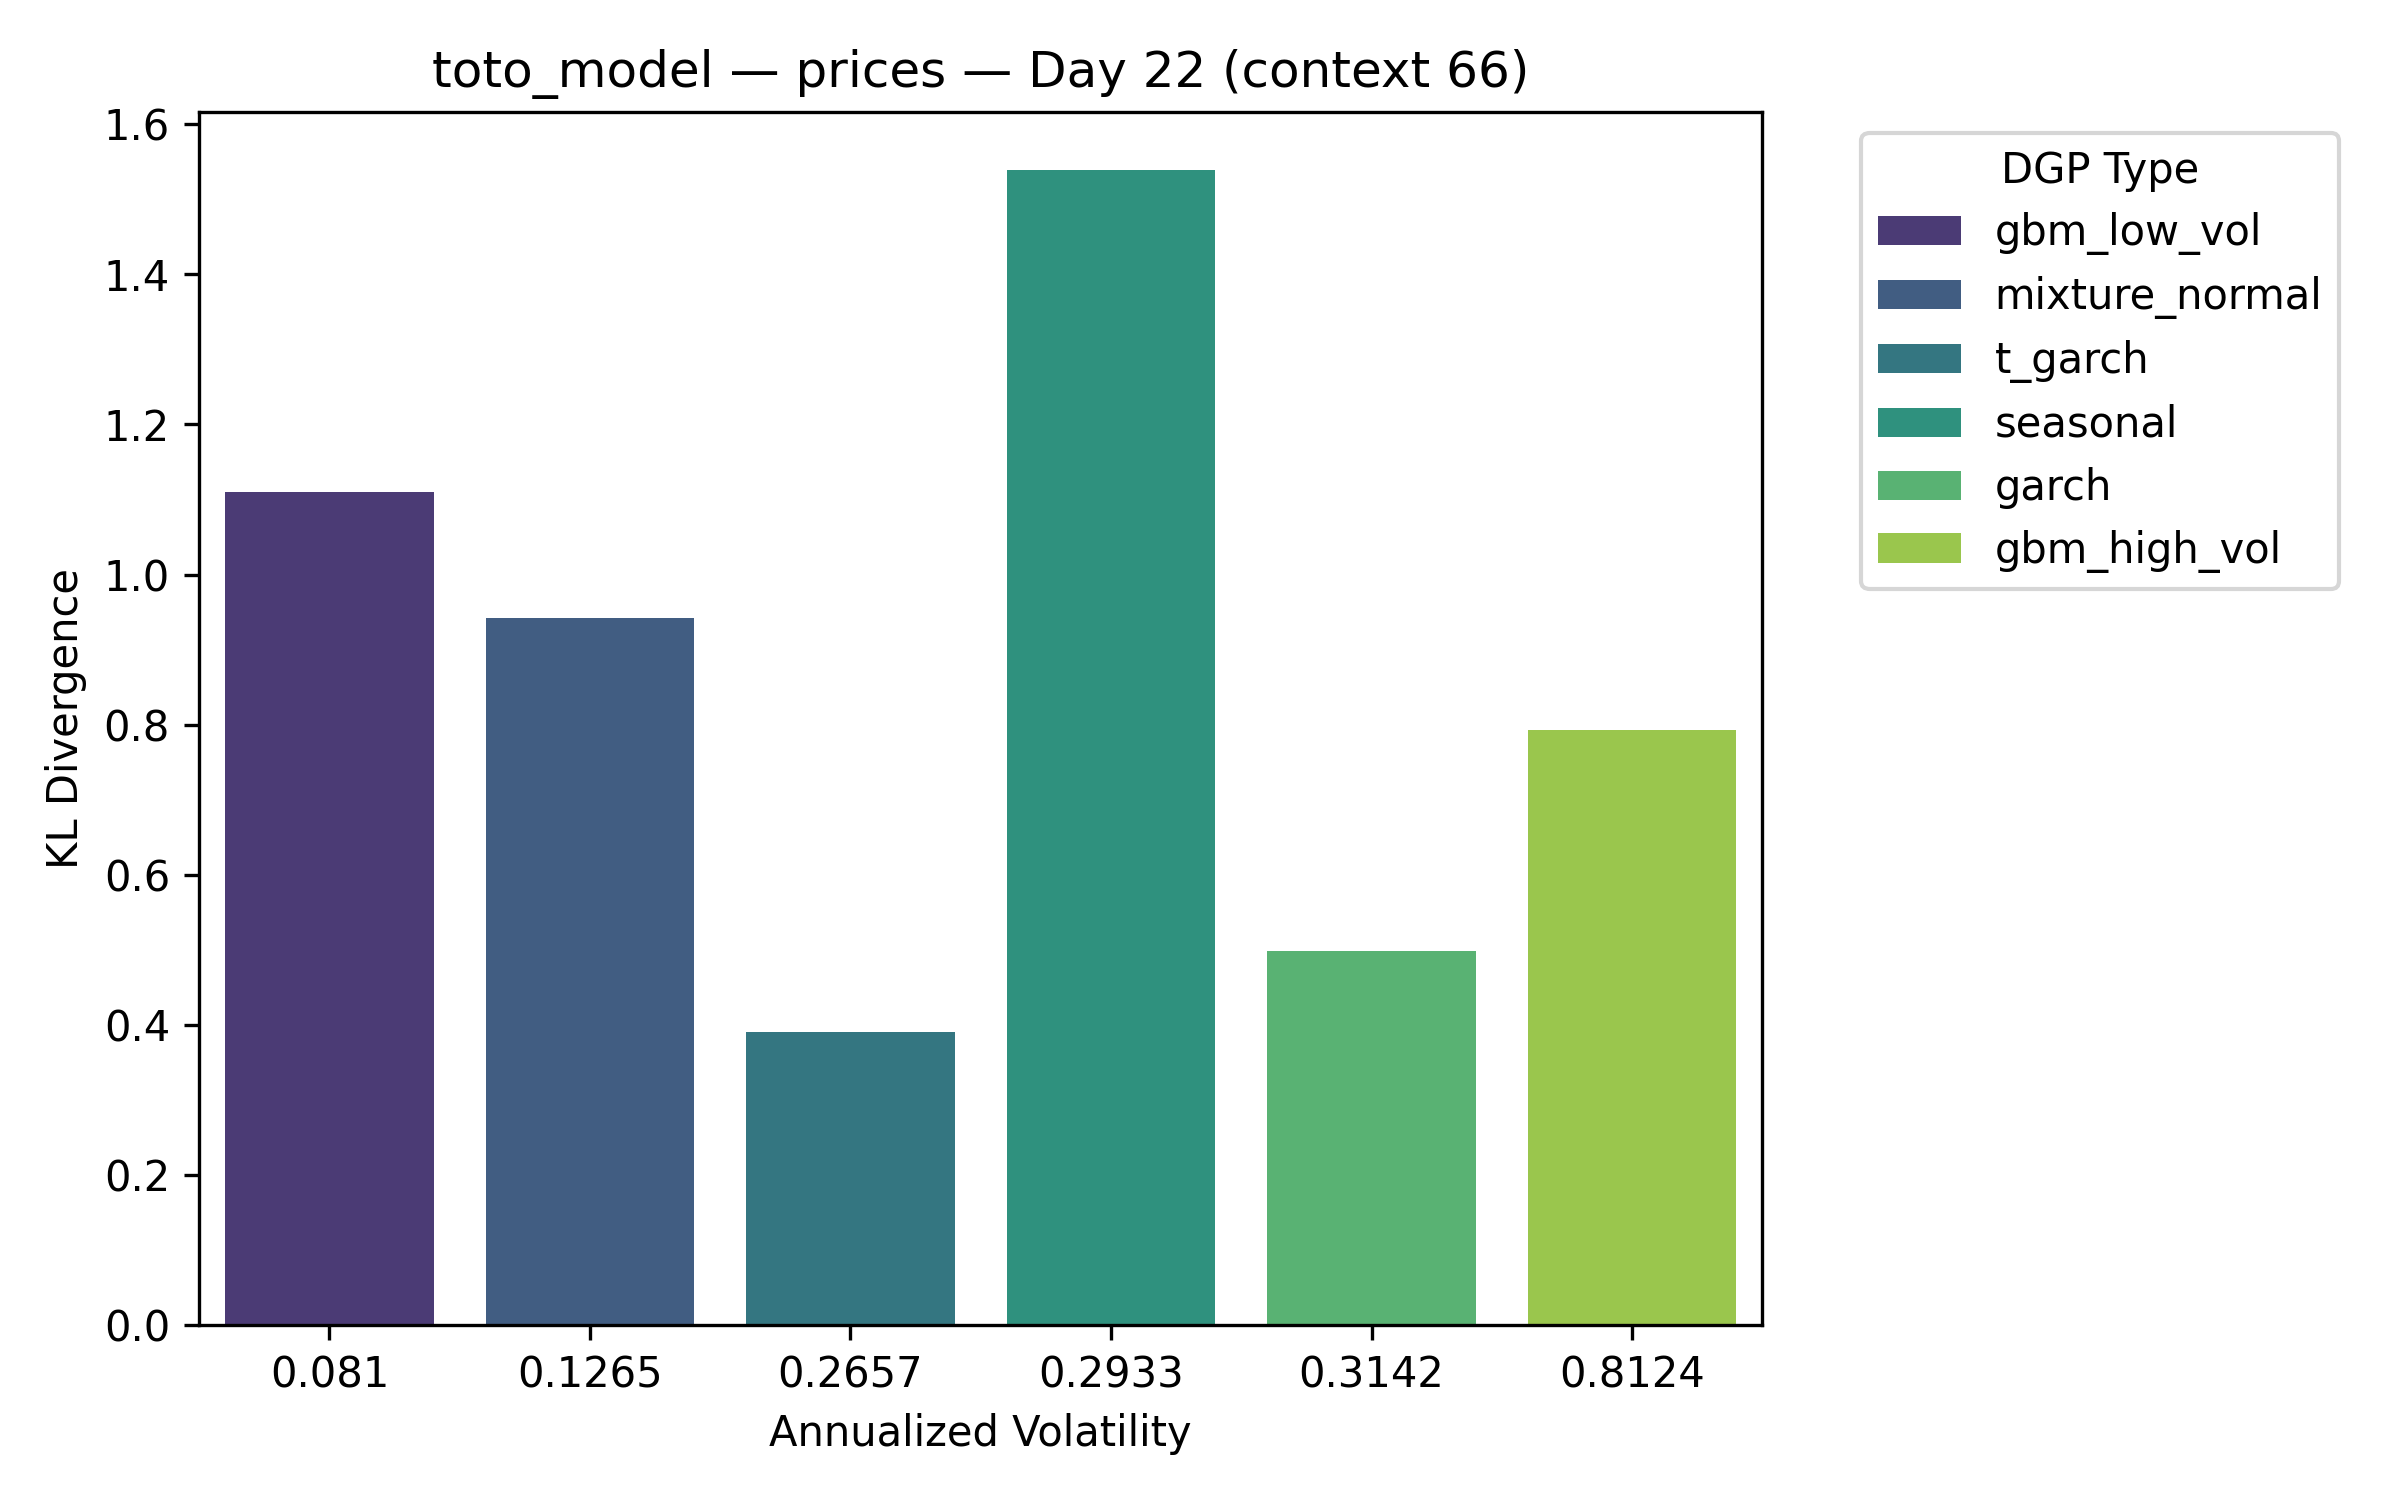 toto_model — prices — Day 22 (context 66)
KL Divergence
1.6
1.4
1.2
1.0
0.8
0.6
0.4
0.2
0.0
0.081 0.1265 0.2657 0.2933 0.3142 0.8124
Annualized Volatility
DGP Type
gbm_low_vol
mixture_normal
t_garch
seasonal
garch
gbm_high_vol